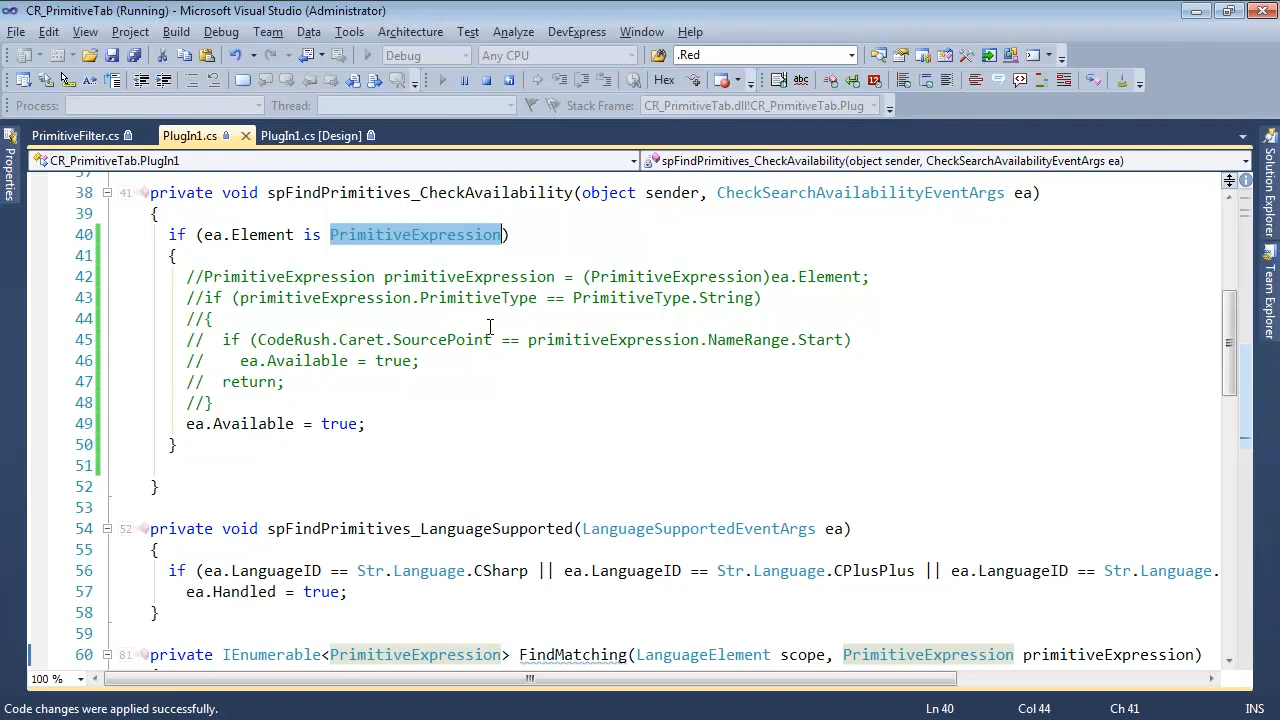 CR_PrimitiveTab (Running) - Microsoft Visual Studio (Administrator)
File Edit View Project Build Debug Team Data Tools Architecture Test Analyze DevExpress Window Help
Debug Any CPU .Red
Hex
Process: Thread: Stack Frame: CR_PrimitiveTab.dll!CR_PrimitiveTab.Plug
PrimitiveFilter.cs PlugIn1.cs PlugIn1.cs [Design]
CR_PrimitiveTab.PlugIn1 spFindPrimitives_CheckAvailability(object sender, CheckSearchAvailabilityEventArgs ea)
Properties
Solution Explorer
Team Explorer
37
38 41 private void spFindPrimitives_CheckAvailability(object sender, CheckSearchAvailabilityEventArgs ea)
39 {
40 if (ea.Element is PrimitiveExpression)
41 {
42 //PrimitiveExpression primitiveExpression = (PrimitiveExpression)ea.Element;
43 //if (primitiveExpression.PrimitiveType == PrimitiveType.String)
44 //{
45 // if (CodeRush.Caret.SourcePoint == primitiveExpression.NameRange.Start)
46 // ea.Available = true;
47 // return;
48 //}
49 ea.Available = true;
50 }
51
52 }
53
54 52 private void spFindPrimitives_LanguageSupported(LanguageSupportedEventArgs ea)
55 {
56 if (ea.LanguageID == Str.Language.CSharp || ea.LanguageID == Str.Language.CPlusPlus || ea.LanguageID == Str.Language.
57 ea.Handled = true;
58 }
59
60 81 private IEnumerable<PrimitiveExpression> FindMatching(LanguageElement scope, PrimitiveExpression primitiveExpression)
100 %
Code changes were applied successfully. Ln 40 Col 44 Ch 41 INS